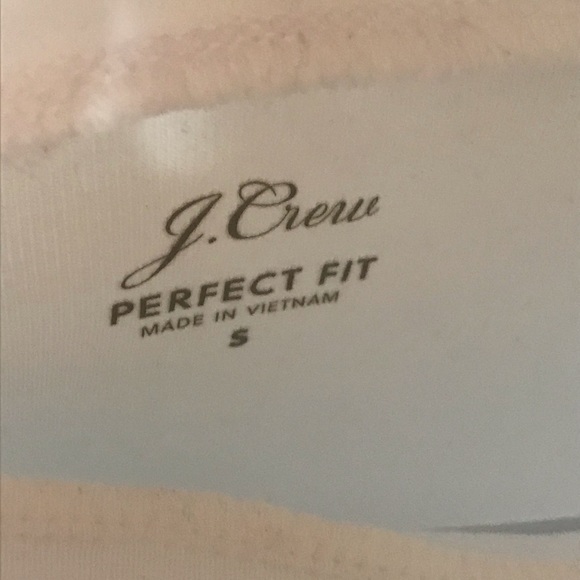 J.Crew
PERFECT FIT
MADE IN VIETNAM
S